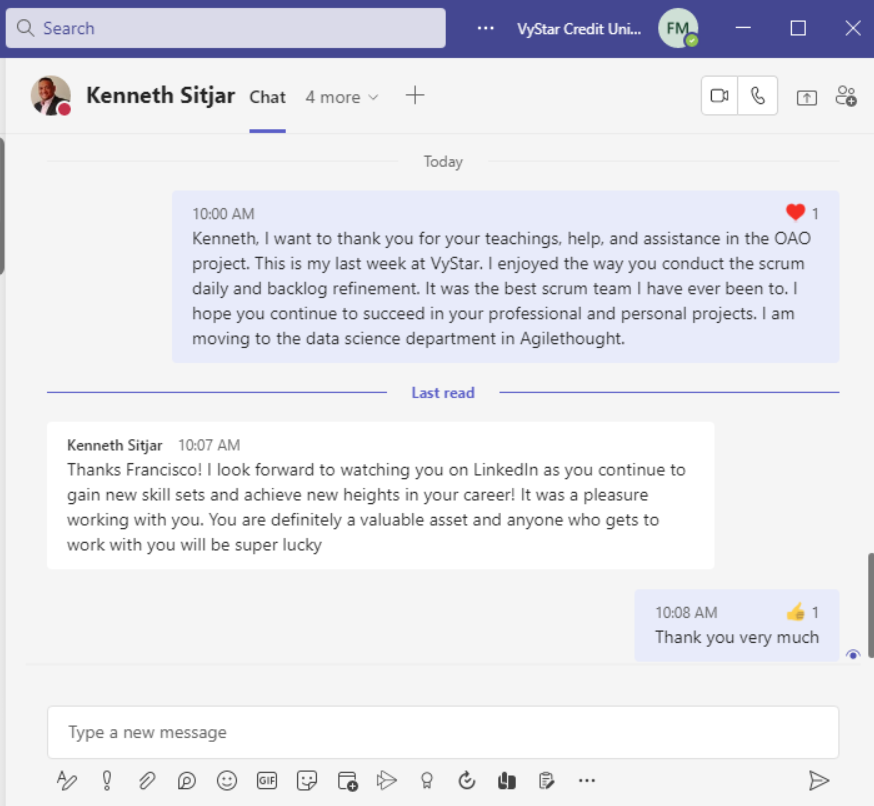 Search
... VyStar Credit Uni... FM
Kenneth Sitjar Chat 4 more
Today
10:00 AM 1
Kenneth, I want to thank you for your teachings, help, and assistance in the OAO
project. This is my last week at VyStar. I enjoyed the way you conduct the scrum
daily and backlog refinement. It was the best scrum team I have ever been to. I
hope you continue to succeed in your professional and personal projects. I am
moving to the data science department in Agilethought.
Last read
Kenneth Sitjar 10:07 AM
Thanks Francisco! I look forward to watching you on LinkedIn as you continue to
gain new skill sets and achieve new heights in your career! It was a pleasure
working with you. You are definitely a valuable asset and anyone who gets to
work with you will be super lucky
10:08 AM 1
Thank you very much
Type a new message
GIF